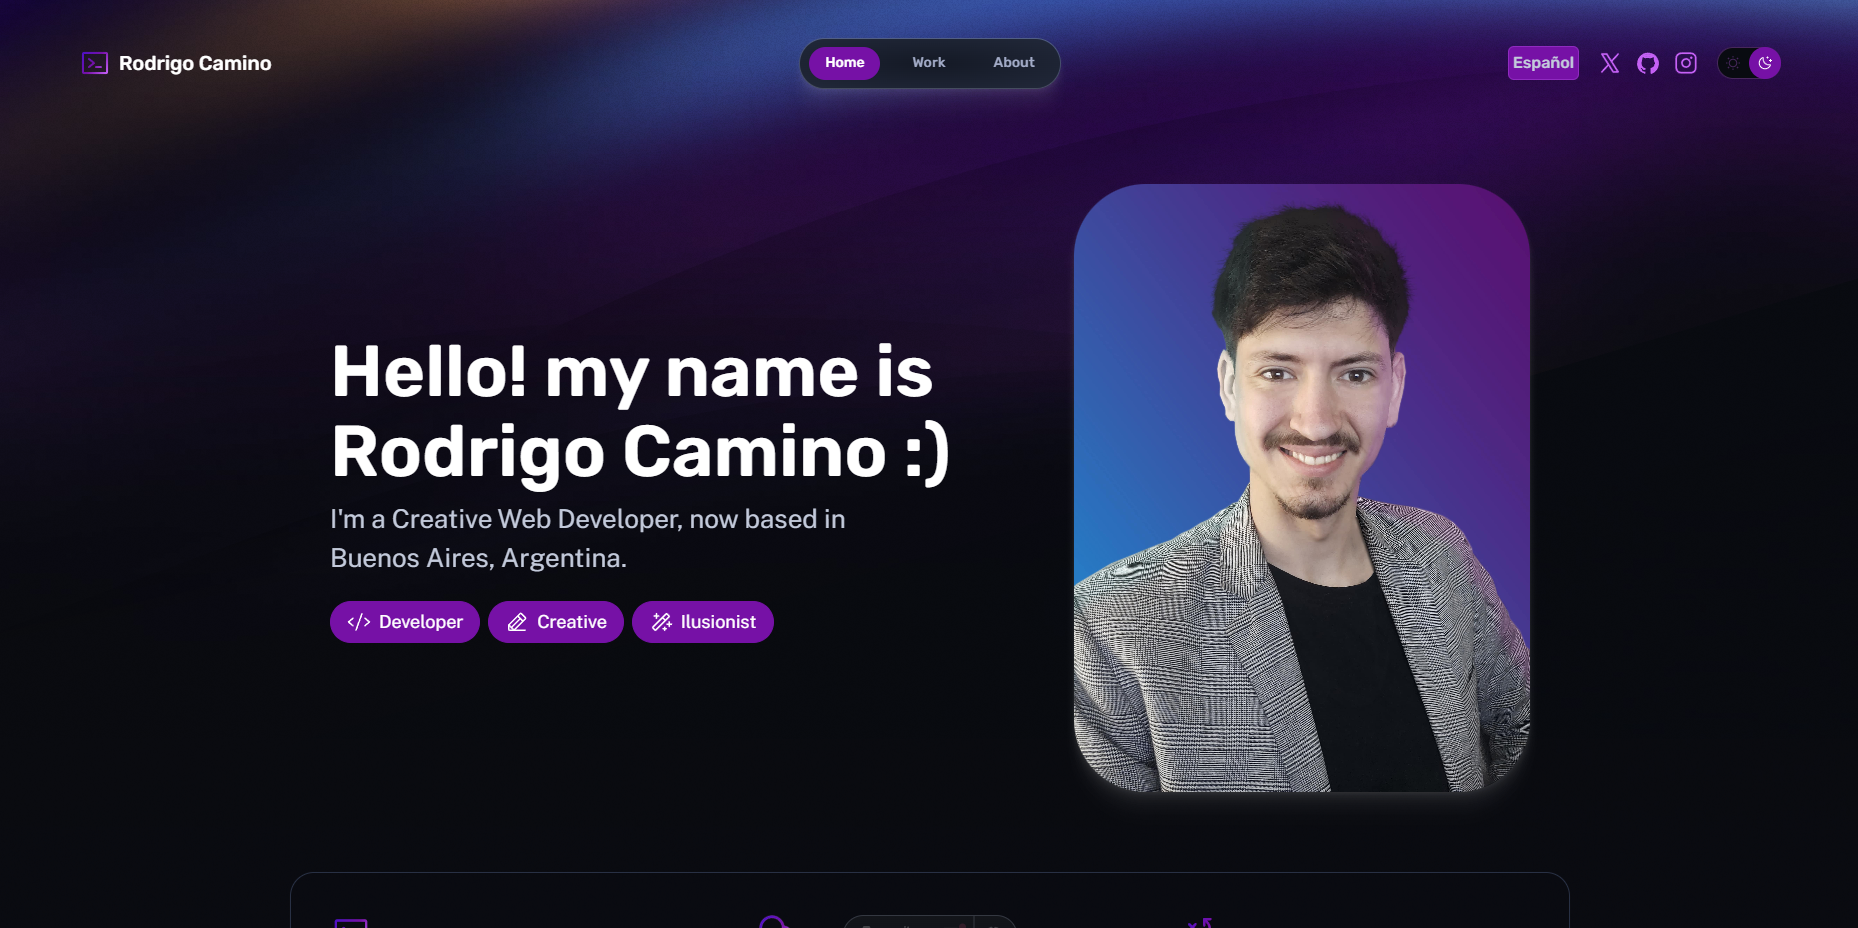 Rodrigo Camino
Home Work About
Español
Hello! my name is
Rodrigo Camino :)
I'm a Creative Web Developer, now based in
Buenos Aires, Argentina.
Developer Creative Ilusionist